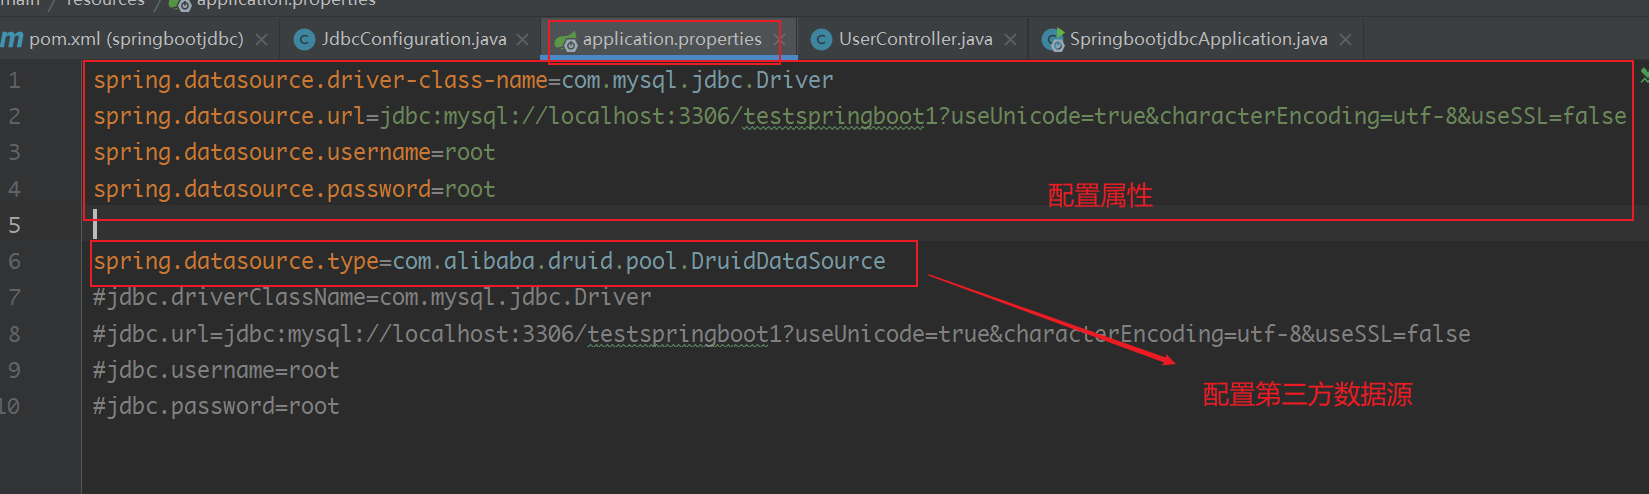 main / resources / application.properties
pom.xml (springbootjdbc) JdbcConfiguration.java application.properties UserController.java SpringbootjdbcApplication.java
1 spring.datasource.driver-class-name=com.mysql.jdbc.Driver
2 spring.datasource.url=jdbc:mysql://localhost:3306/testspringboot1?useUnicode=true&characterEncoding=utf-8&useSSL=false
3 spring.datasource.username=root
4 spring.datasource.password=root
配置属性
5
6 spring.datasource.type=com.alibaba.druid.pool.DruidDataSource
7 #jdbc.driverClassName=com.mysql.jdbc.Driver
8 #jdbc.url=jdbc:mysql://localhost:3306/testspringboot1?useUnicode=true&characterEncoding=utf-8&useSSL=false
9 #jdbc.username=root
配置第三方数据源
10 #jdbc.password=root